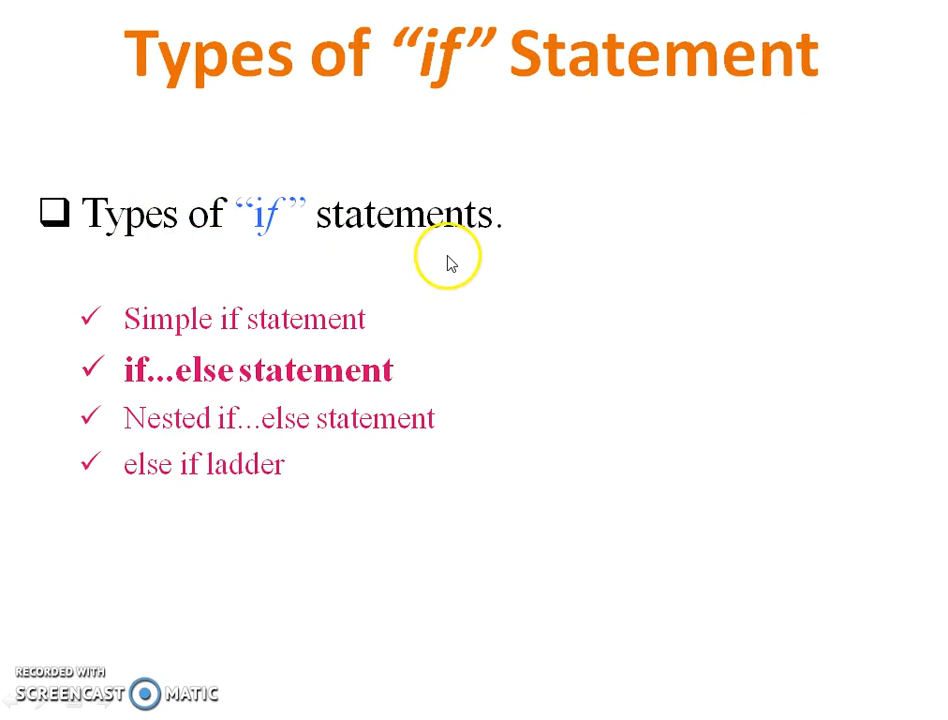 Types of “if” Statement
Types of “if ” statements.
Simple if statement
if...else statement
Nested if...else statement
else if ladder
RECORDED WITH
SCREENCAST MATIC